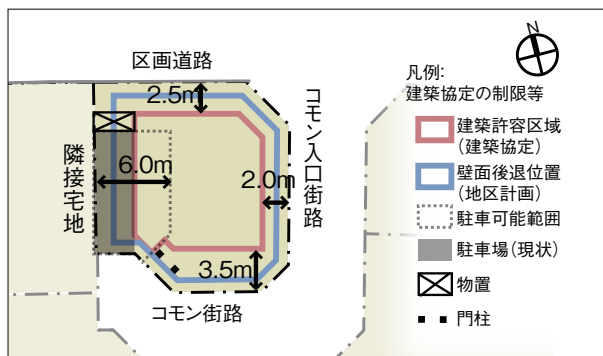 区画道路
2.5m
コモン入口街路
隣接宅地
6.0m
2.0m
3.5m
コモン街路
N
凡例:
建築協定の制限等
建築許容区域
(建築協定)
壁面後退位置
(地区計画)
駐車可能範囲
駐車場(現状)
物置
門柱